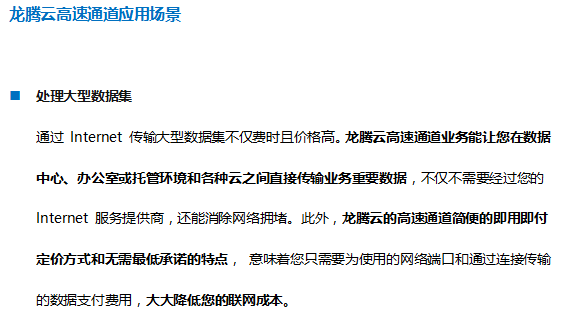 龙腾云高速通道应用场景
■ 处理大型数据集
通过 Internet 传输大型数据集不仅费时且价格高。龙腾云高速通道业务能让您在数据
中心、办公室或托管环境和各种云之间直接传输业务重要数据，不仅不需要经过您的
Internet 服务提供商，还能消除网络拥堵。此外，龙腾云的高速通道简便的即用即付
定价方式和无需最低承诺的特点， 意味着您只需要为使用的网络端口和通过连接传输
的数据支付费用，大大降低您的联网成本。